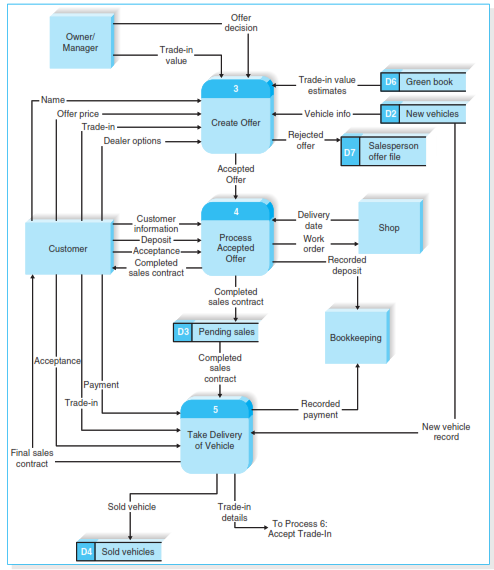 Offer
decision
Owner/
Manager
Trade-in
value
3
Create Offer
Trade-in value
estimates
D6 Green book
Name
Offer price
Trade-in
Dealer options
Vehicle info
D2 New vehicles
Rejected
offer
D7 Salesperson
offer file
Accepted
Offer
4
Process
Accepted
Offer
Customer
Customer
information
Deposit
Acceptance
Completed
sales contract
Delivery
date
Work
order
Shop
Recorded
deposit
Completed
sales contract
D3 Pending sales
Bookkeeping
Completed
sales
contract
Acceptance
Payment
Trade-in
5
Take Delivery
of Vehicle
Recorded
payment
New vehicle
record
Final sales
contract
Sold vehicle
Trade-in
details
To Process 6:
Accept Trade-In
D4 Sold vehicles